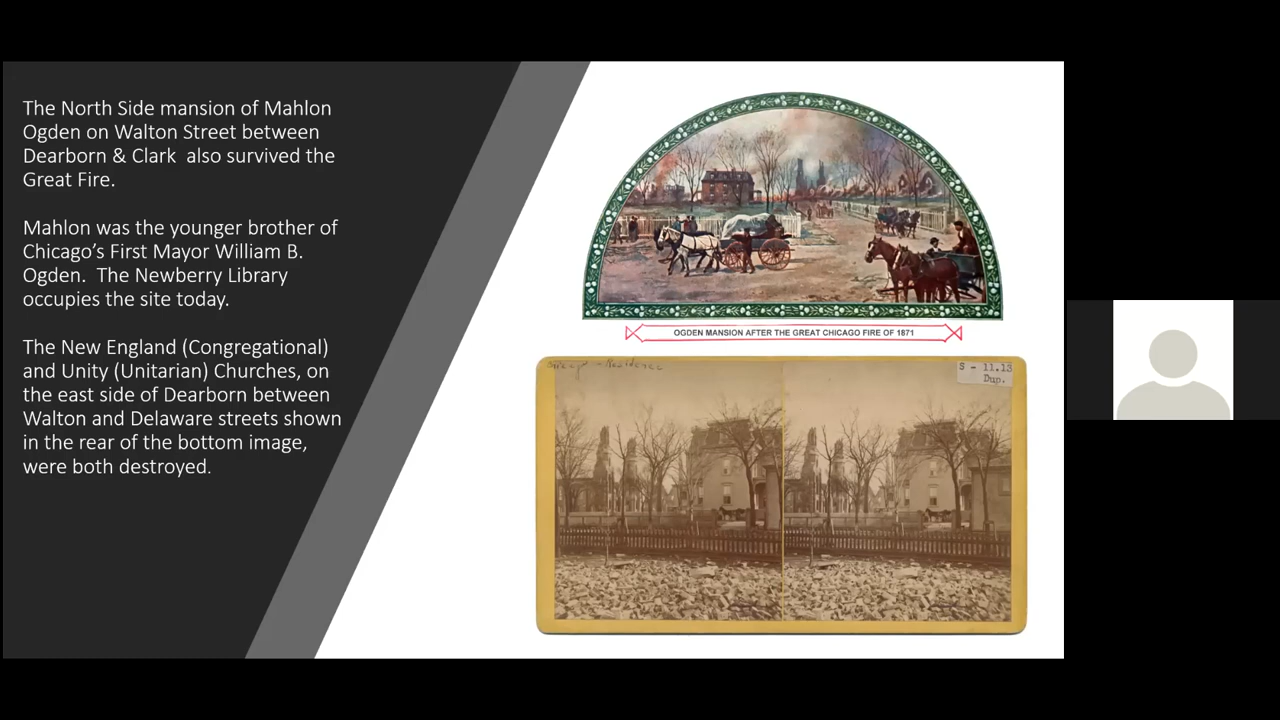 The North Side mansion of Mahlon
Ogden on Walton Street between
Dearborn & Clark also survived the
Great Fire.
Mahlon was the younger brother of
Chicago’s First Mayor William B.
Ogden. The Newberry Library
occupies the site today.
The New England (Congregational)
and Unity (Unitarian) Churches, on
the east side of Dearborn between
Walton and Delaware streets shown
in the rear of the bottom image,
were both destroyed.
OGDEN MANSION AFTER THE GREAT CHICAGO FIRE OF 1871
Residence
S - 11.13
Dup.